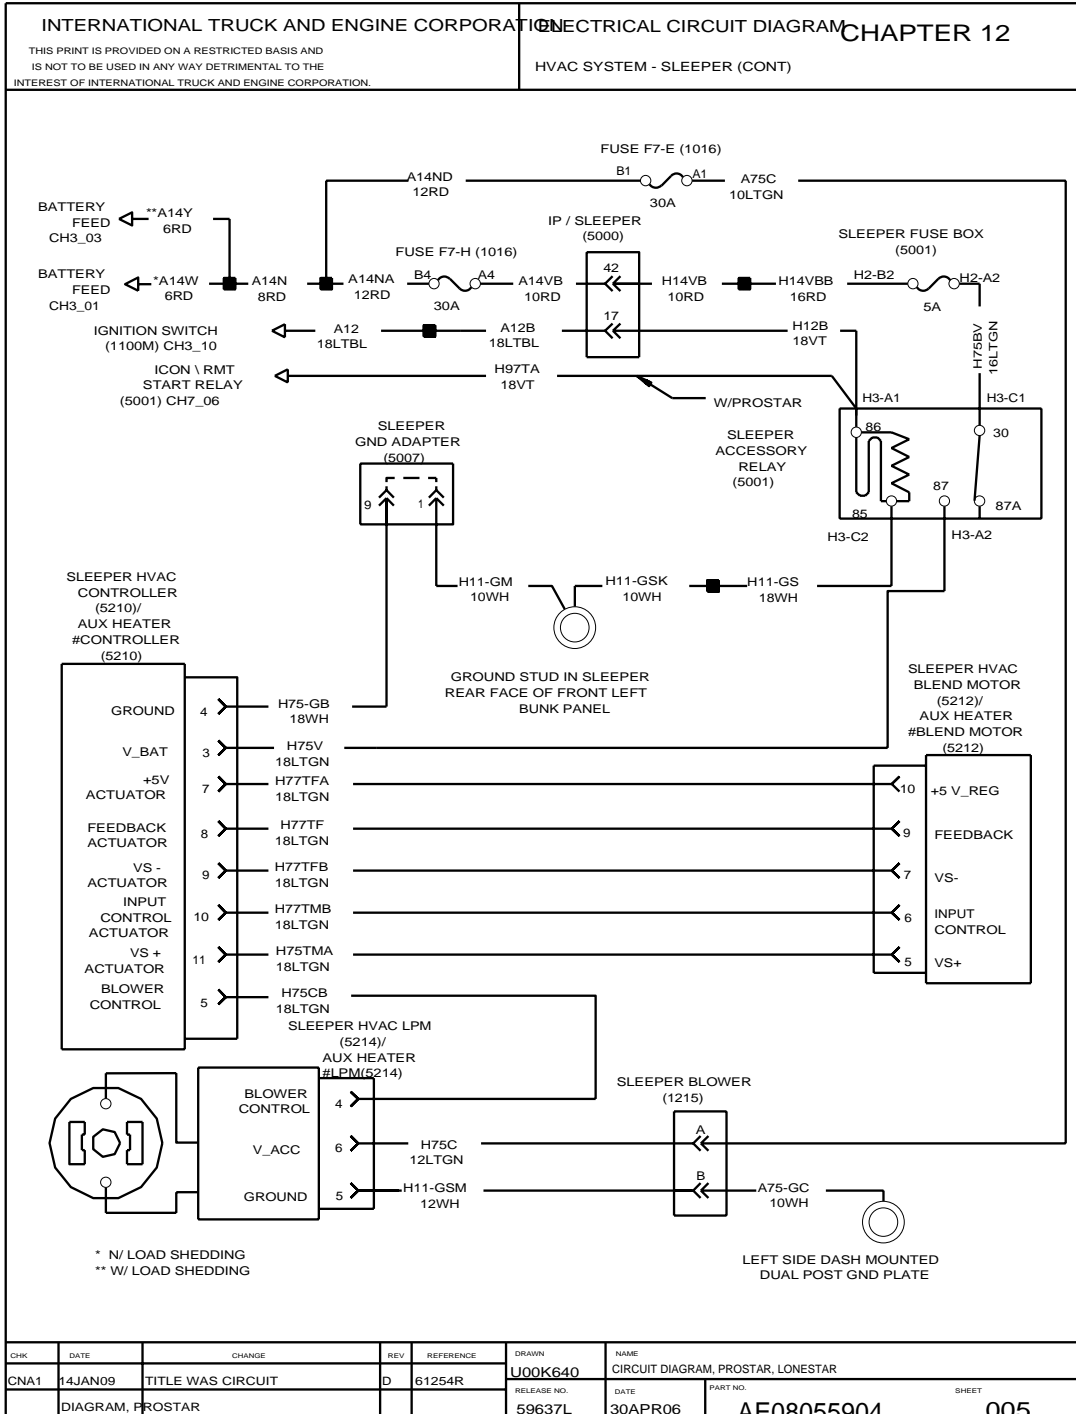 INTERNATIONAL TRUCK AND ENGINE CORPORATION
THIS PRINT IS PROVIDED ON A RESTRICTED BASIS AND
IS NOT TO BE USED IN ANY WAY DETRIMENTAL TO THE
INTEREST OF INTERNATIONAL TRUCK AND ENGINE CORPORATION.
ELECTRICAL CIRCUIT DIAGRAM
CHAPTER 12
HVAC SYSTEM - SLEEPER (CONT)
FUSE F7-E (1016)
B1
A1
30A
A14ND
12RD
A75C
10LTGN
BATTERY
FEED
CH3_03
**A14Y
6RD
BATTERY
FEED
CH3_01
*A14W
6RD
A14N
8RD
A14NA
12RD
FUSE F7-H (1016)
B4
A4
30A
A14VB
10RD
IP / SLEEPER
(5000)
42
17
H14VB
10RD
H14VBB
16RD
SLEEPER FUSE BOX
(5001)
H2-B2
H2-A2
5A
IGNITION SWITCH
(1100M) CH3_10
A12
18LTBL
A12B
18LTBL
H12B
18VT
H75BV
16LTGN
ICON \ RMT
START RELAY
(5001) CH7_06
H97TA
18VT
W/PROSTAR
SLEEPER
ACCESSORY
RELAY
(5001)
H3-A1
H3-C1
86
30
87
87A
85
H3-C2
H3-A2
SLEEPER
GND ADAPTER
(5007)
9
1
H11-GM
10WH
H11-GSK
10WH
H11-GS
18WH
GROUND STUD IN SLEEPER
REAR FACE OF FRONT LEFT
BUNK PANEL
SLEEPER HVAC
CONTROLLER
(5210)/
AUX HEATER
#CONTROLLER
(5210)
GROUND
4
H75-GB
18WH
V_BAT
3
H75V
18LTGN
+5V
ACTUATOR
7
H77TFA
18LTGN
FEEDBACK
ACTUATOR
8
H77TF
18LTGN
VS -
ACTUATOR
9
H77TFB
18LTGN
INPUT
CONTROL
ACTUATOR
10
H77TMB
18LTGN
VS +
ACTUATOR
11
H75TMA
18LTGN
BLOWER
CONTROL
5
H75CB
18LTGN
SLEEPER HVAC
BLEND MOTOR
(5212)/
AUX HEATER
#BLEND MOTOR
(5212)
10
+5 V_REG
9
FEEDBACK
7
VS-
6
INPUT
CONTROL
5
VS+
SLEEPER HVAC LPM
(5214)/
AUX HEATER
#LPM(5214)
BLOWER
CONTROL
4
V_ACC
6
H75C
12LTGN
GROUND
5
H11-GSM
12WH
SLEEPER BLOWER
(1215)
A
B
A75-GC
10WH
LEFT SIDE DASH MOUNTED
DUAL POST GND PLATE
* N/ LOAD SHEDDING
** W/ LOAD SHEDDING
CHK DATE CHANGE REV REFERENCE
CNA1 14JAN09 TITLE WAS CIRCUIT D 61254R
DIAGRAM, PROSTAR
DRAWN
U00K640
NAME
CIRCUIT DIAGRAM, PROSTAR, LONESTAR
RELEASE NO.
59637L
DATE
30APR06
PART NO.
AE08055904
SHEET
005